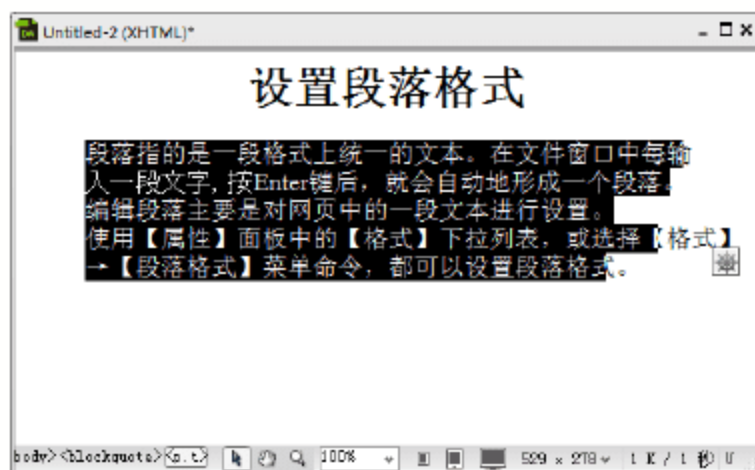 Untitled-2 (XHTML)*
设置段落格式
段落指的是一段格式上统一的文本。在文件窗口中每输
入一段文字,按Enter键后，就会自动地形成一个段落。
编辑段落主要是对网页中的一段文本进行设置。
使用【属性】面板中的【格式】下拉列表，或选择【格式】
→【段落格式】菜单命令，都可以设置段落格式。
body><blockquote><p.t> 100% 529 × 278 1 K / 1 秒 U